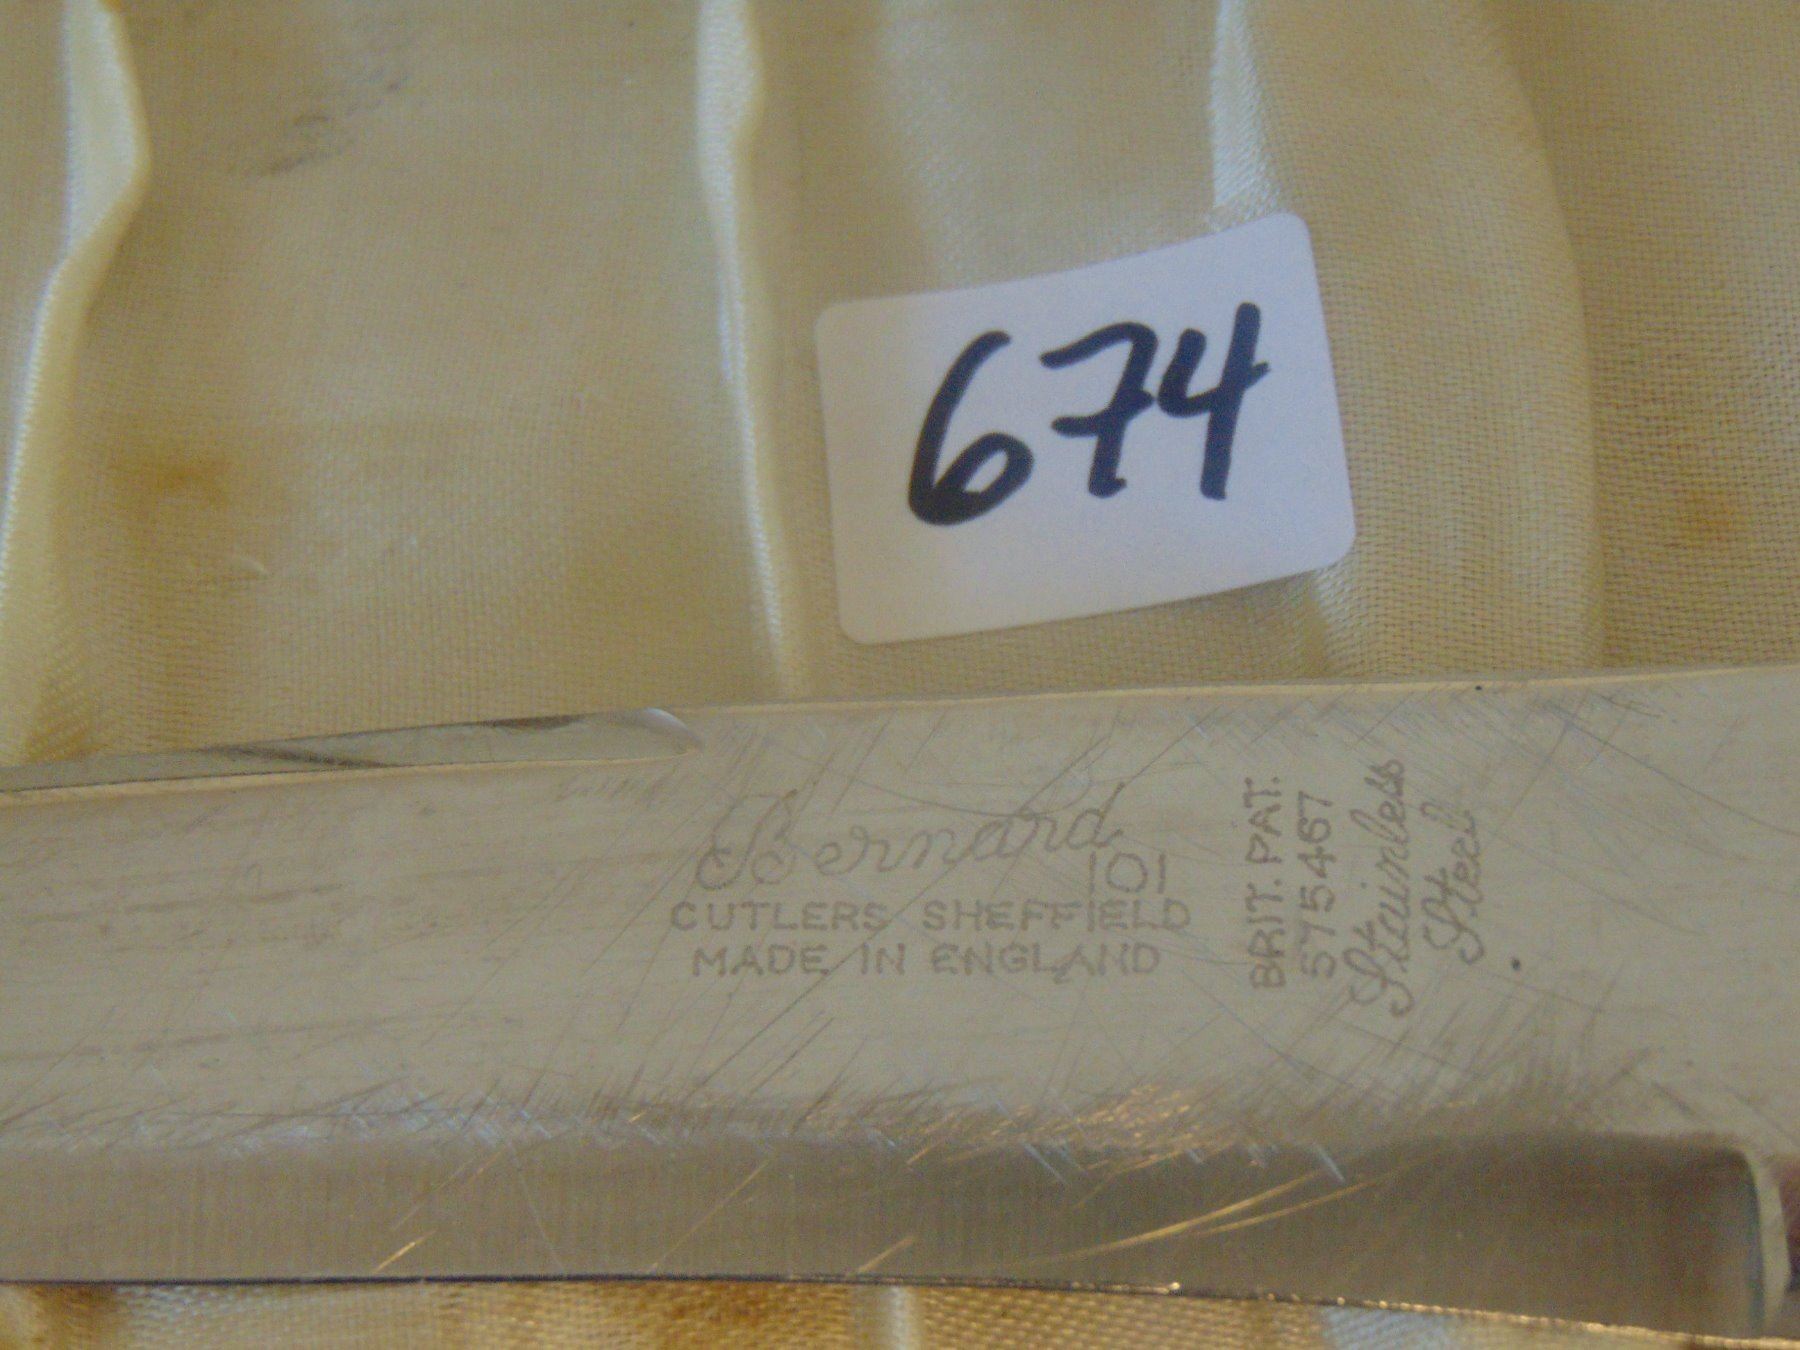 674
Bernard
101
CUTLERS SHEFFIELD
MADE IN ENGLAND
BRIT. PAT.
575467
Stainless
Steel